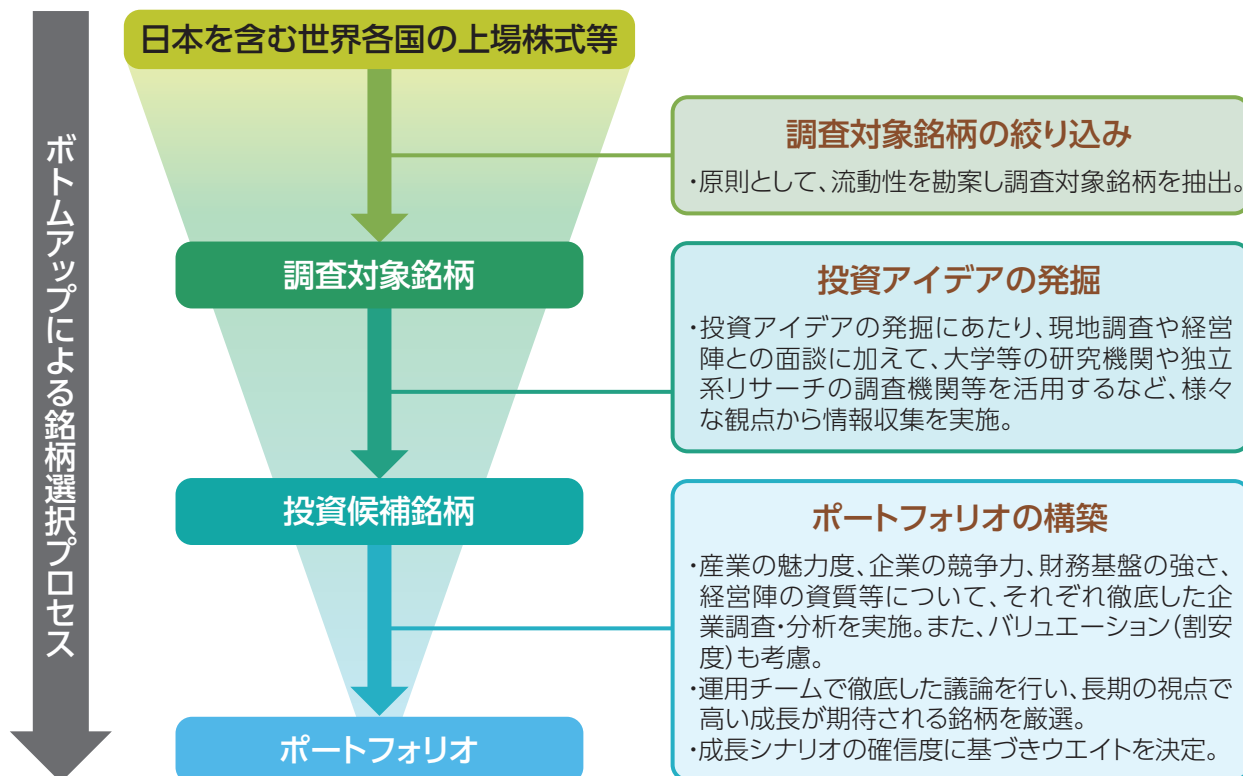 日本を含む世界各国の上場株式等
ボトムアップによる銘柄選択プロセス
調査対象銘柄の絞り込み
・原則として、流動性を勘案し調査対象銘柄を抽出。
調査対象銘柄
投資アイデアの発掘
・投資アイデアの発掘にあたり、現地調査や経営
陣との面談に加えて、大学等の研究機関や独立
系リサーチの調査機関等を活用するなど、様々
な観点から情報収集を実施。
投資候補銘柄
ポートフォリオの構築
・産業の魅力度、企業の競争力、財務基盤の強さ、
経営陣の資質等について、それぞれ徹底した企
業調査・分析を実施。また、バリュエーション(割安
度)も考慮。
・運用チームで徹底した議論を行い、長期の視点で
高い成長が期待される銘柄を厳選。
・成長シナリオの確信度に基づきウエイトを決定。
ポートフォリオ